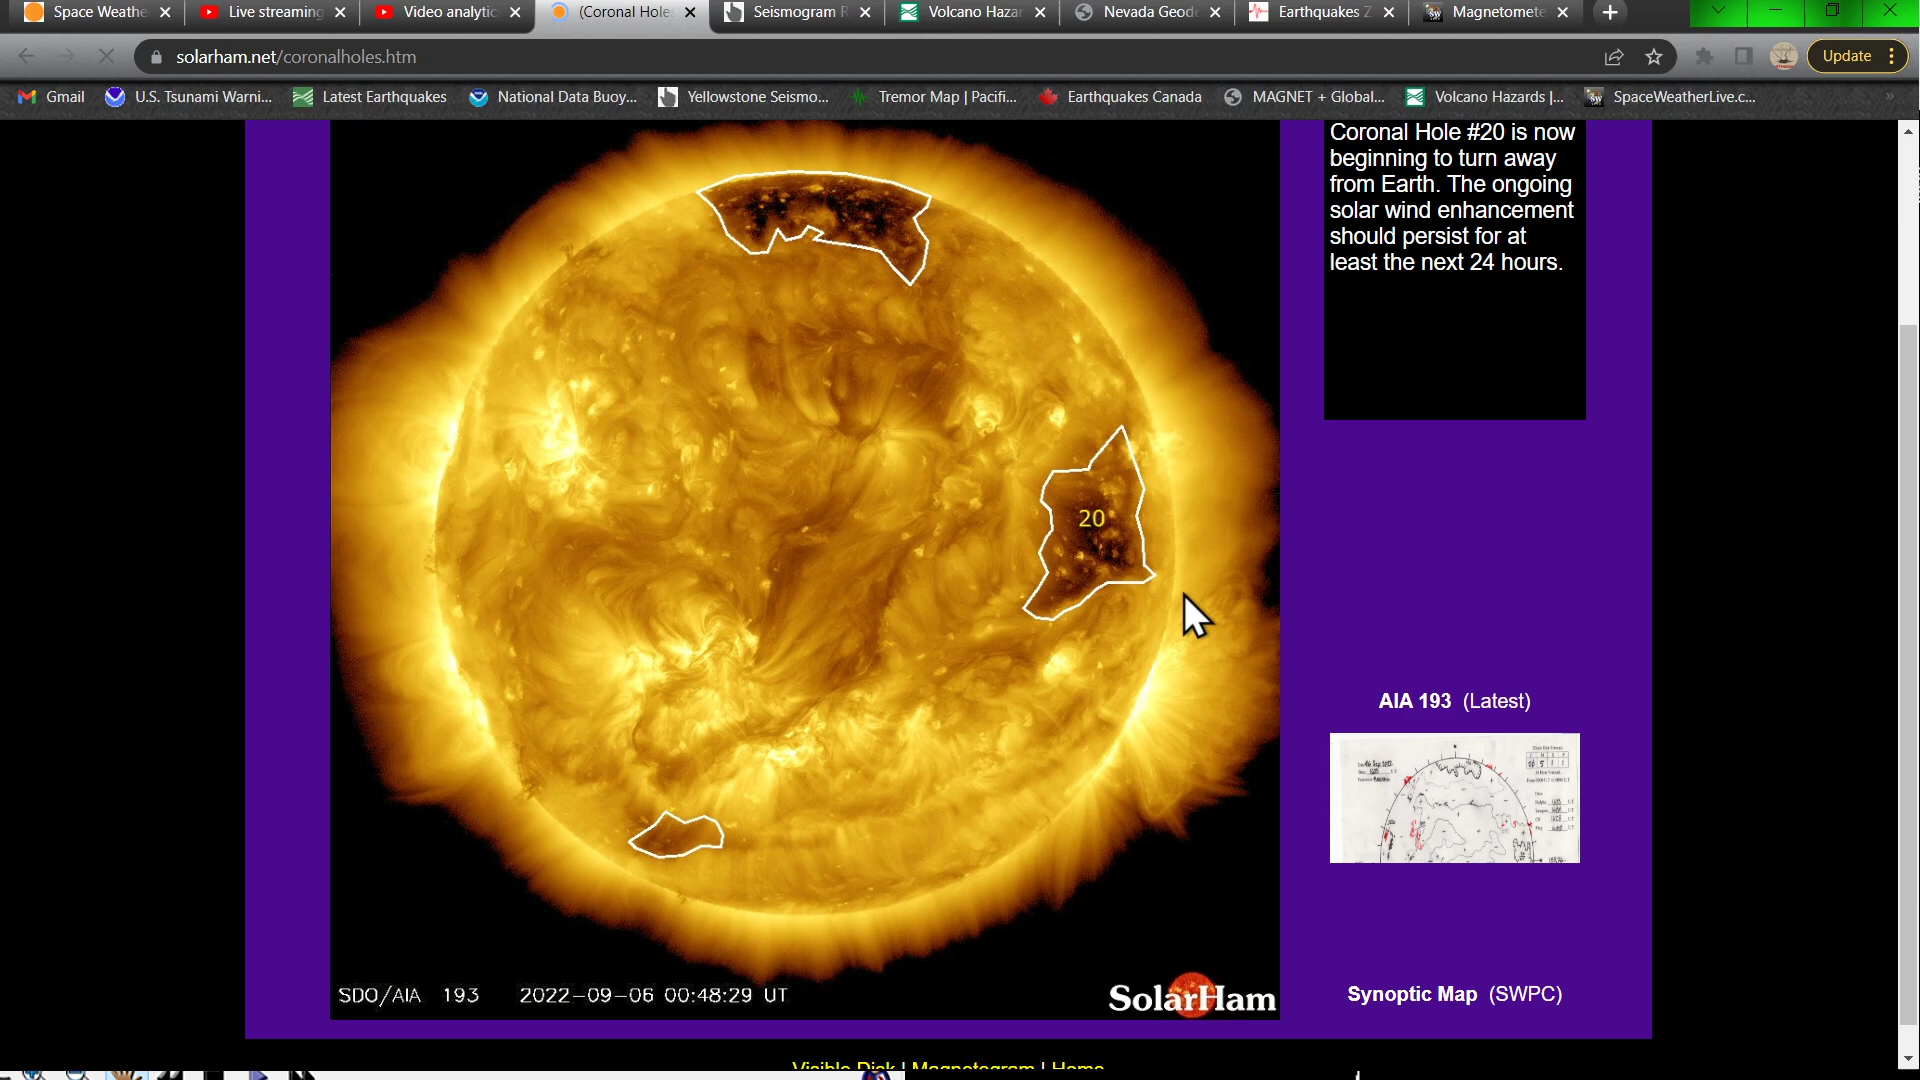 Space Weathe
Live streaming
Video analytic
(Coronal Hole
Seismogram R
Volcano Hazar
Nevada Geod
Earthquakes Z
Magnetomete
solarham.net/coronalholes.htm
Update
Gmail
U.S. Tsunami Warni...
Latest Earthquakes
National Data Buoy...
Yellowstone Seismo...
Tremor Map | Pacifi...
Earthquakes Canada
MAGNET + Global...
Volcano Hazards |...
SpaceWeatherLive.c...
Coronal Hole #20 is now
beginning to turn away
from Earth. The ongoing
solar wind enhancement
should persist for at
least the next 24 hours.
20
AIA 193 (Latest)
SDO/AIA 193 2022-09-06 00:48:29 UT
SolarHam
Synoptic Map (SWPC)
Visible Disk | Magnetogram | Home